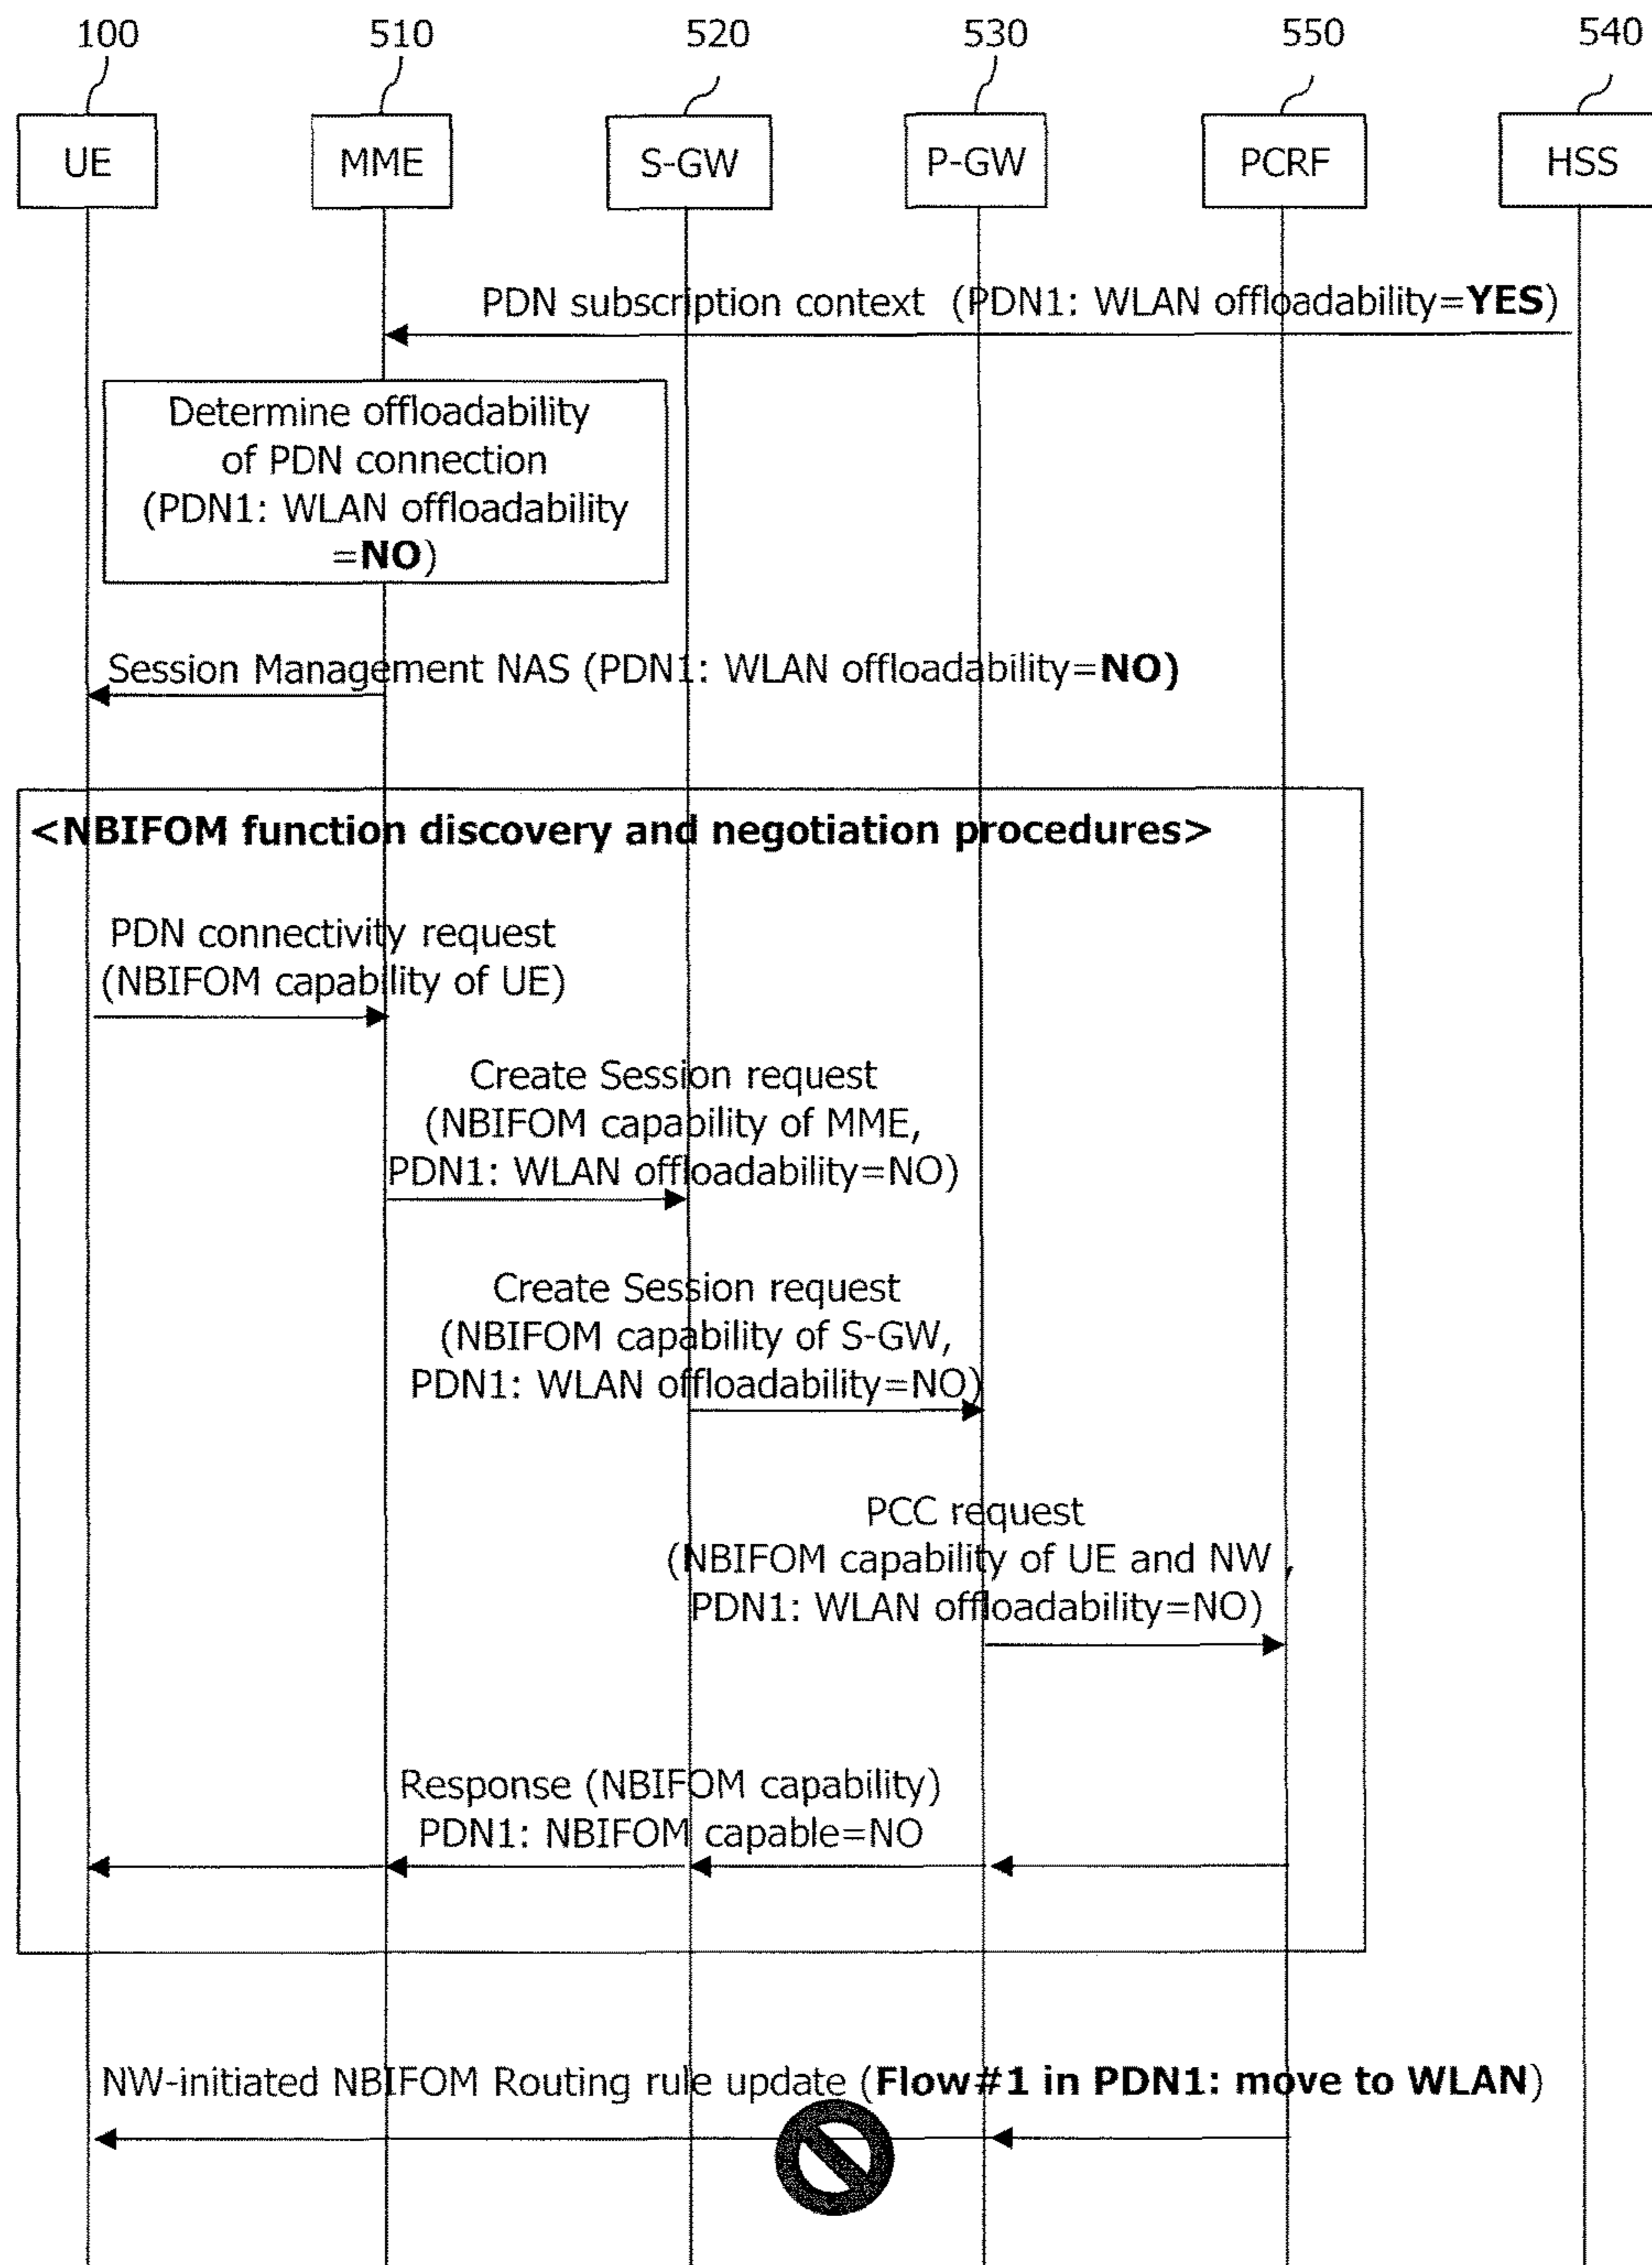 100 510 520 530 550 540
UE MME S-GW P-GW PCRF HSS
PDN subscription context (PDN1: WLAN offloadability=YES)
Determine offloadability
of PDN connection
(PDN1: WLAN offloadability
=NO)
Session Management NAS (PDN1: WLAN offloadability=NO)
<NBIFOM function discovery and negotiation procedures>
PDN connectivity request
(NBIFOM capability of UE)
Create Session request
(NBIFOM capability of MME,
PDN1: WLAN offloadability=NO)
Create Session request
(NBIFOM capability of S-GW,
PDN1: WLAN offloadability=NO)
PCC request
(NBIFOM capability of UE and NW ,
PDN1: WLAN offloadability=NO)
Response (NBIFOM capability)
PDN1: NBIFOM capable=NO
NW-initiated NBIFOM Routing rule update (Flow#1 in PDN1: move to WLAN)